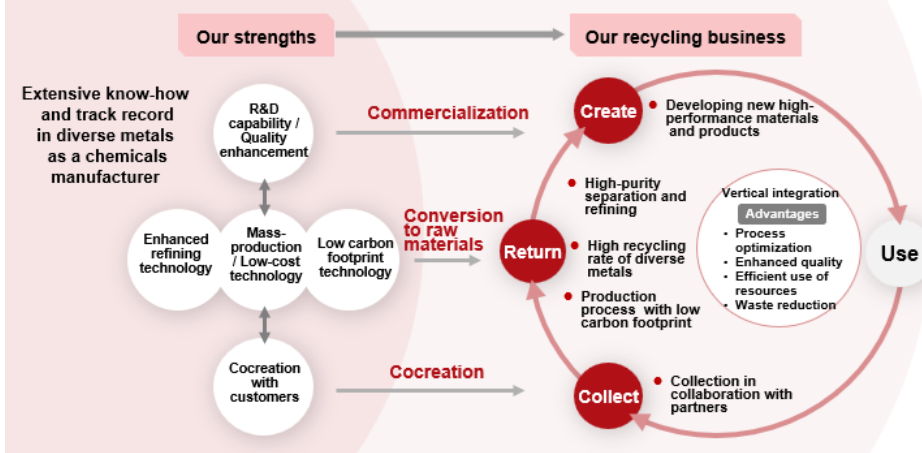 Our strengths
Our recycling business
Extensive know-how
and track record
in diverse metals
as a chemicals
manufacturer
R&D
capability /
Quality
enhancement
Commercialization
Create
• Developing new high-
performance materials
and products
Enhanced
refining
technology
Mass-
production
/ Low-cost
technology
Low carbon
footprint
technology
Conversion
to raw
materials
Return
• High-purity
separation and
refining
• High recycling
rate of diverse
metals
• Production
process with low
carbon footprint
Vertical integration
Advantages
• Process
optimization
• Enhanced quality
• Efficient use of
resources
• Waste reduction
Use
Cocreation with
customers
Cocreation
Collect
• Collection in
collaboration with
partners